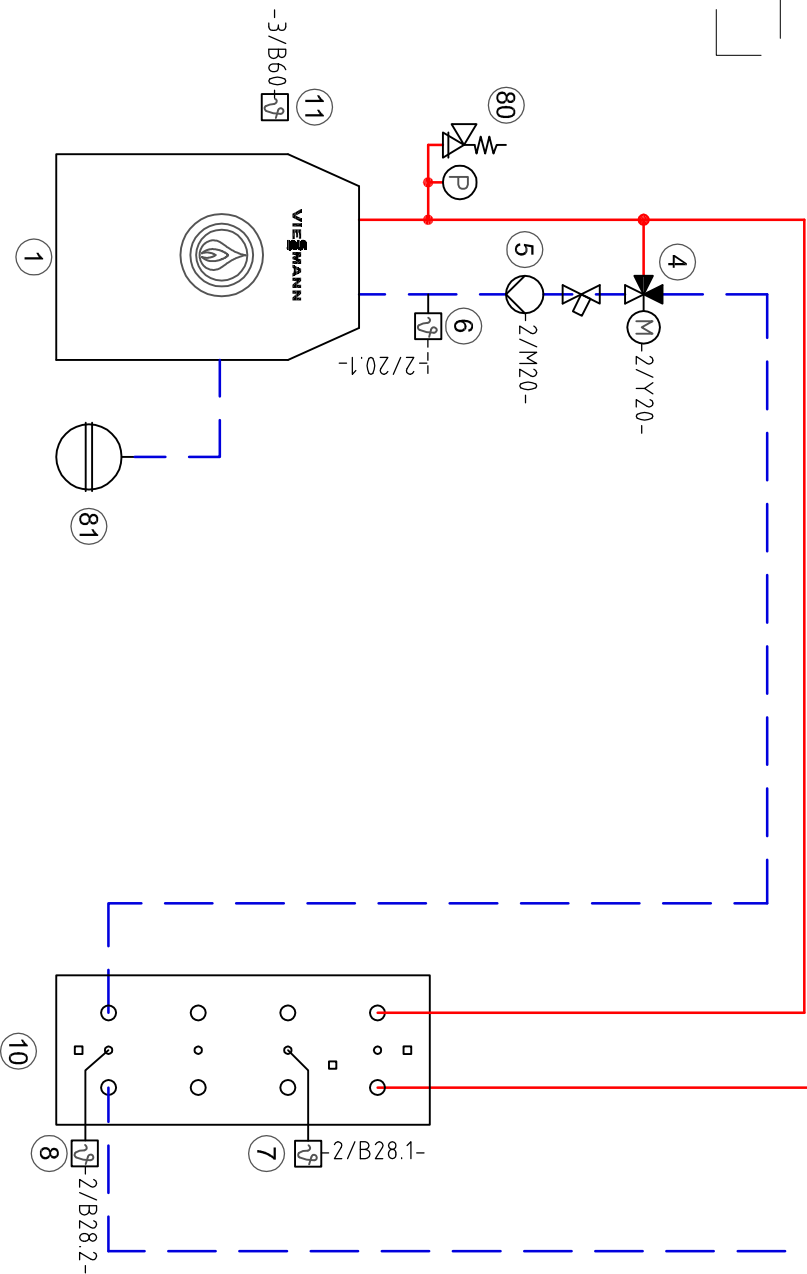 -3/B60-
11
80
P
VIESMANN
1
5
4
6
M
-2/20.1-
-2/M20-
-2/Y20-
81
10
8
7
-2/B28.1-
-2/B28.2-